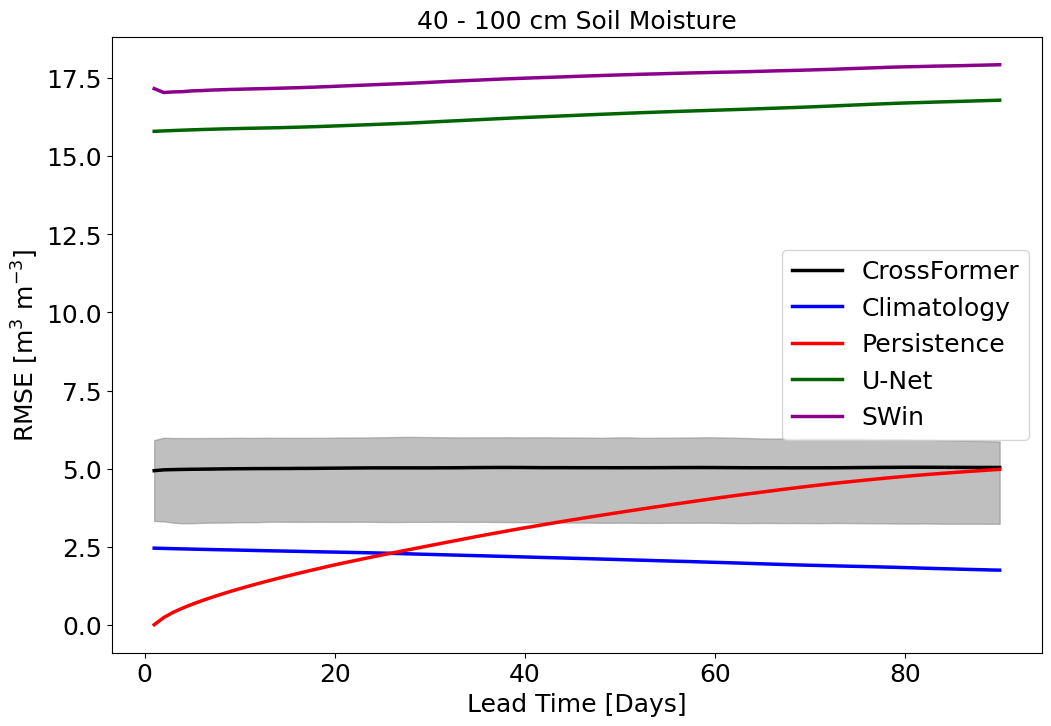 40 - 100 cm Soil Moisture
RMSE [m³ m⁻³]
17.5
15.0
12.5
10.0
7.5
5.0
2.5
0.0
CrossFormer
Climatology
Persistence
U-Net
SWin
0 20 40 60 80
Lead Time [Days]